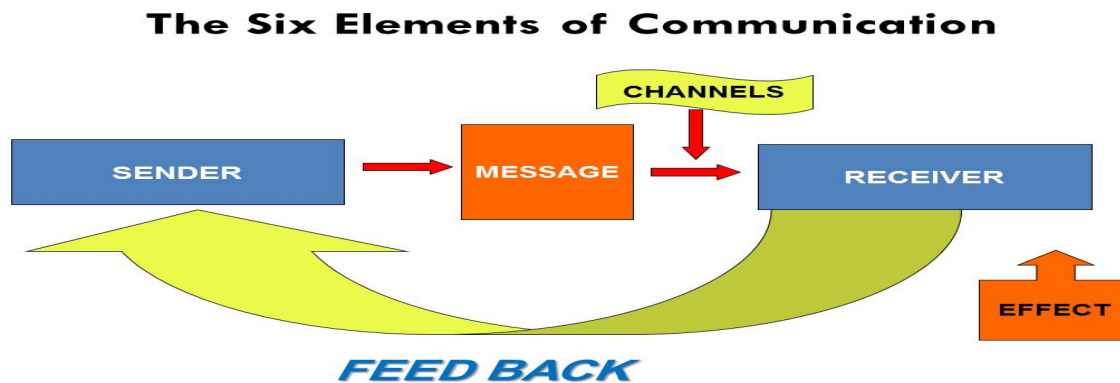 The Six Elements of Communication
CHANNELS
SENDER
MESSAGE
RECEIVER
EFFECT
FEED BACK